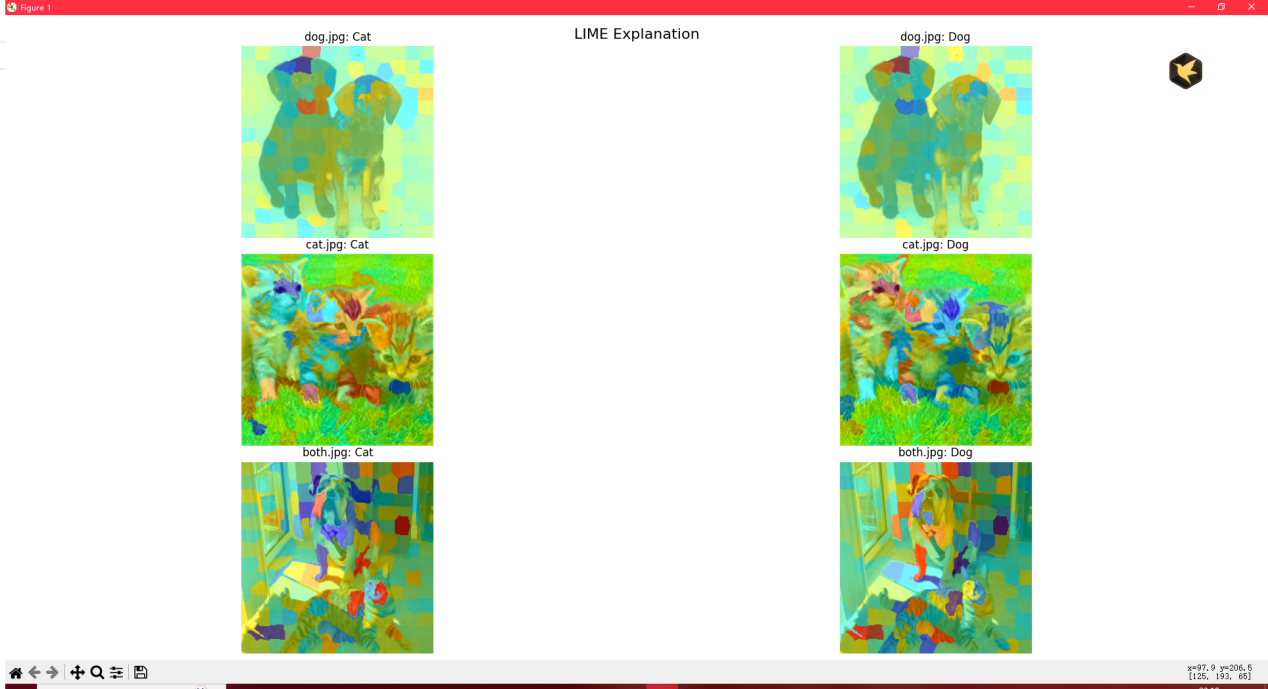 Figure 1
LIME Explanation
dog.jpg: Cat
dog.jpg: Dog
cat.jpg: Cat
cat.jpg: Dog
both.jpg: Cat
both.jpg: Dog
x=97.9 y=206.5
[125, 193, 65]